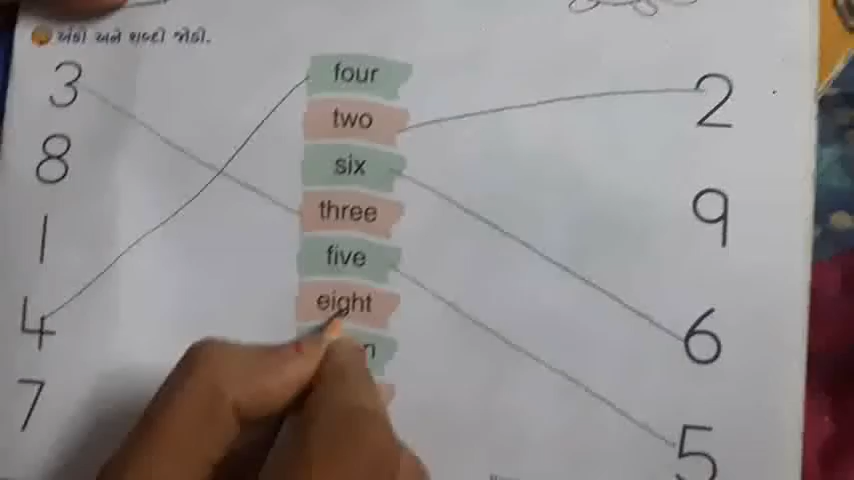 અંકો અને શબ્દો જોડો.
3 four 2
8 two
six
1 three 9
five
4 eight 6
7
5